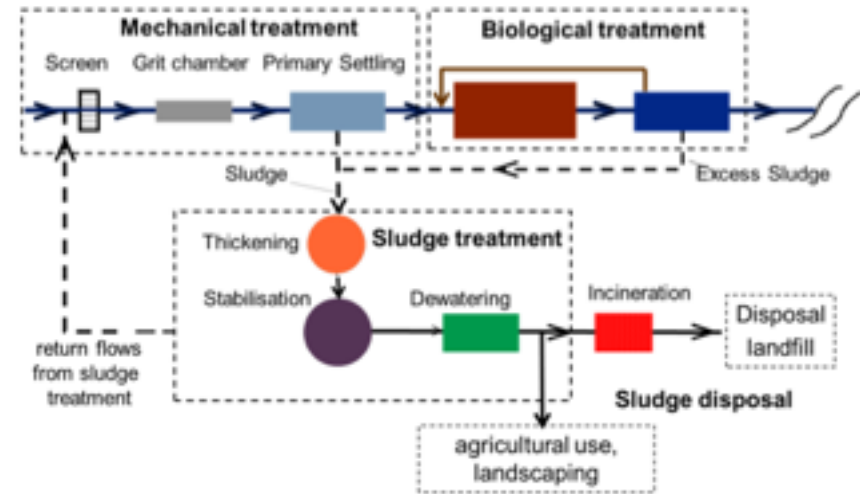 Mechanical treatment
Biological treatment
Screen
Grit chamber
Primary Settling
Sludge
Excess Sludge
Thickening
Sludge treatment
Stabilisation
Dewatering
Incineration
Disposal
landfill
return flows
from sludge
treatment
Sludge disposal
agricultural use,
landscaping